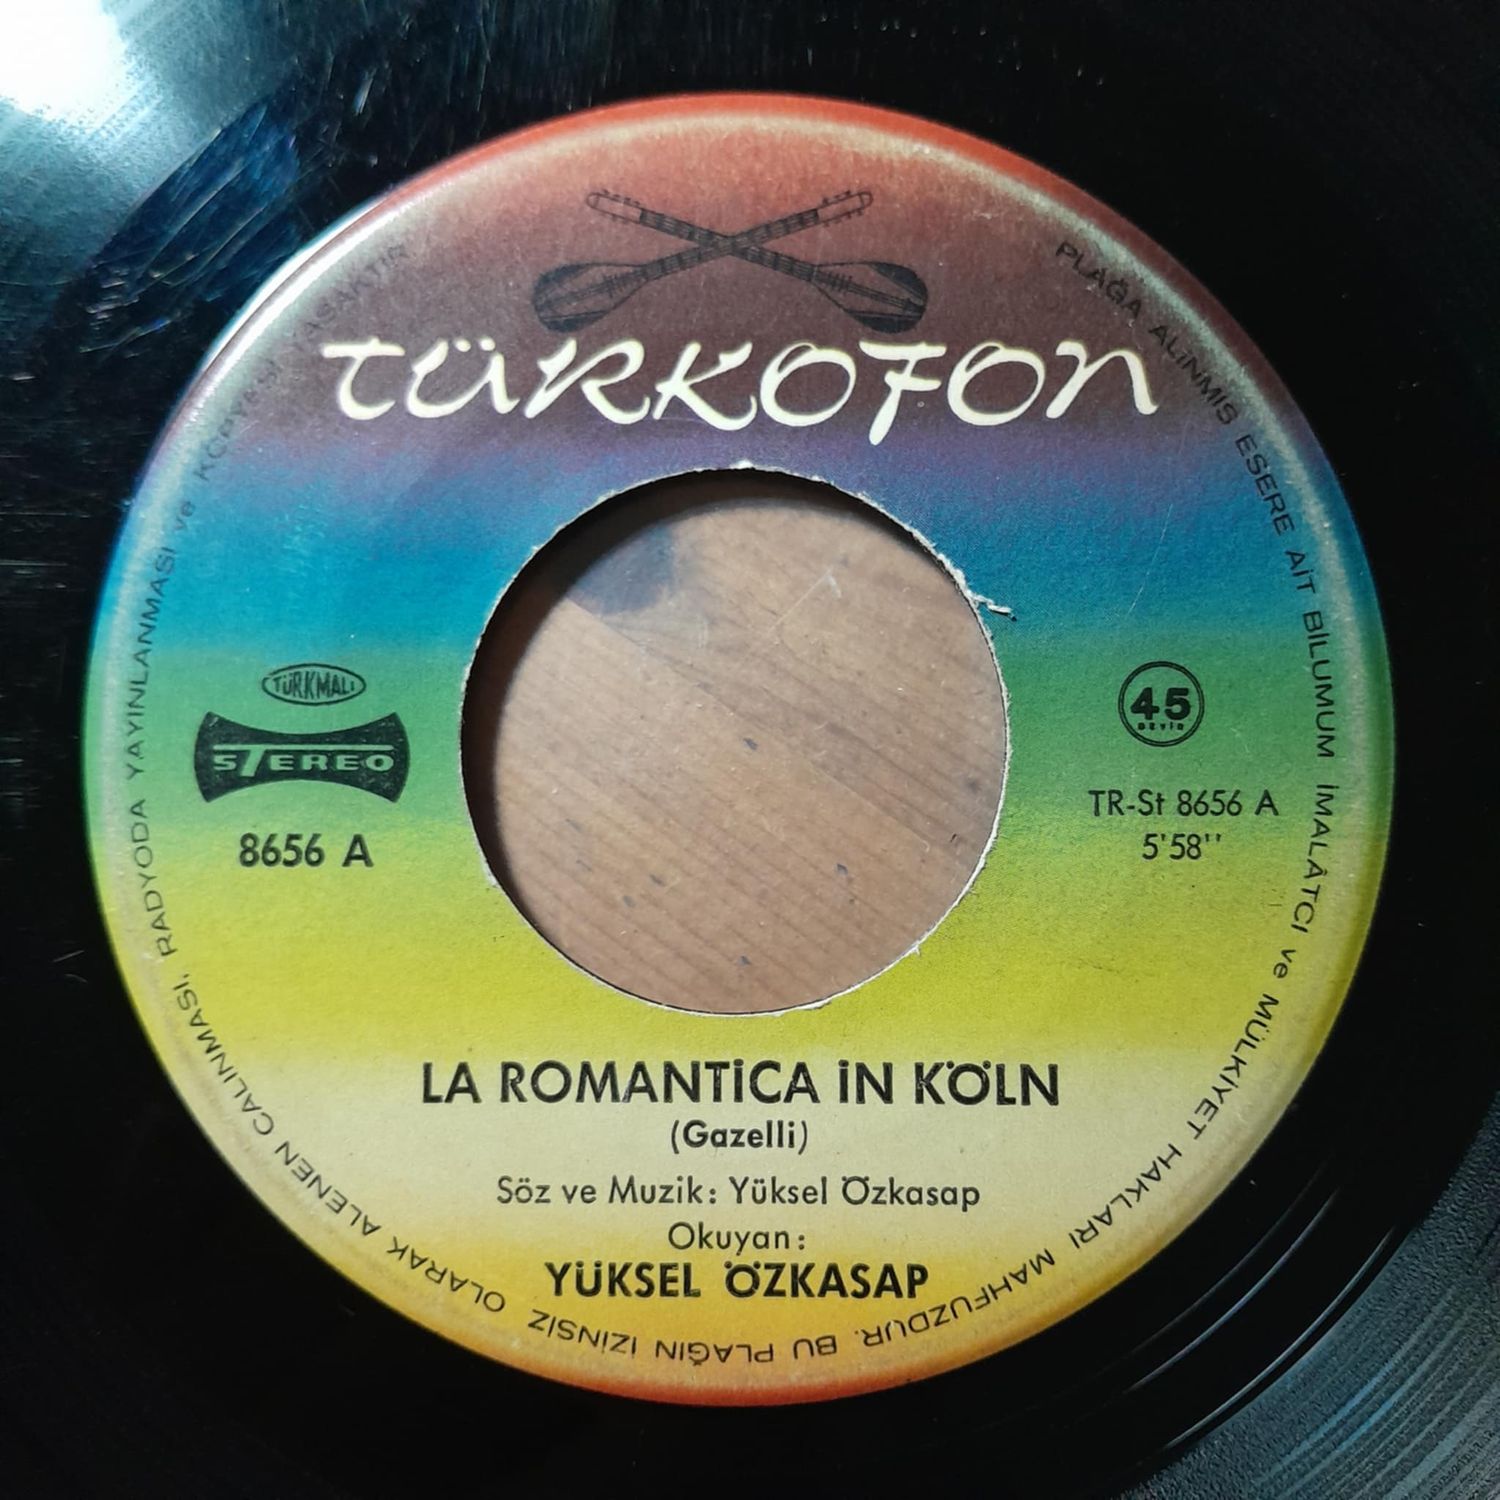 TÜRKOFON
TÜRKMALI
STEREO
8656 A
45
DEVİR
TR-St 8656 A
5'58''
LA ROMANTİCA İN KÖLN
(Gazelli)
Söz ve Muzik: Yüksel Özkasap
Okuyan:
YÜKSEL ÖZKASAP
PLAĞA ALINMIŞ ESERE AİT BİLUMUM İMALÂTCI ve MÜLKİYET HAKLARI MAHFUZDUR. BU PLAĞIN İZİNSİZ OLARAK ALENEN ÇALINMASI, RADYODA YAYINLANMASI ve KOPYESİ YASAKTIR